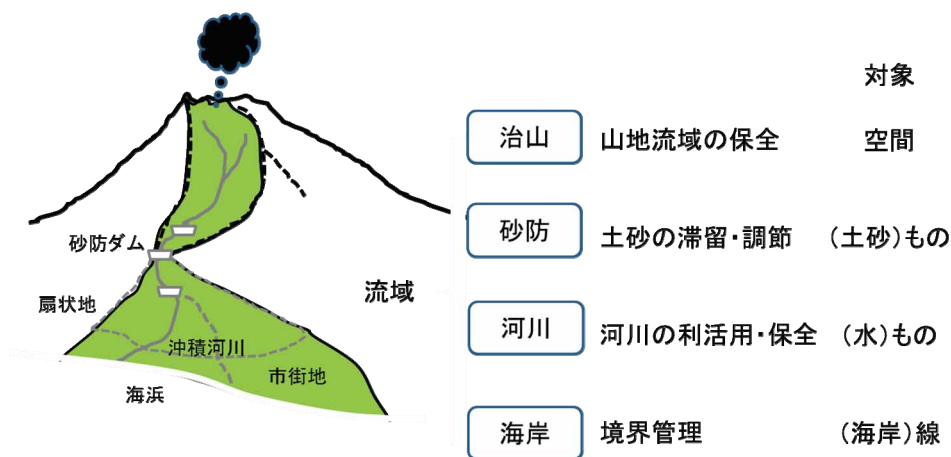 対象
治山 山地流域の保全 空間
砂防 土砂の滞留・調節 (土砂)もの
砂防ダム
流域
扇状地
河川 河川の利活用・保全 (水)もの
沖積河川
市街地
海浜
海岸 境界管理 (海岸)線